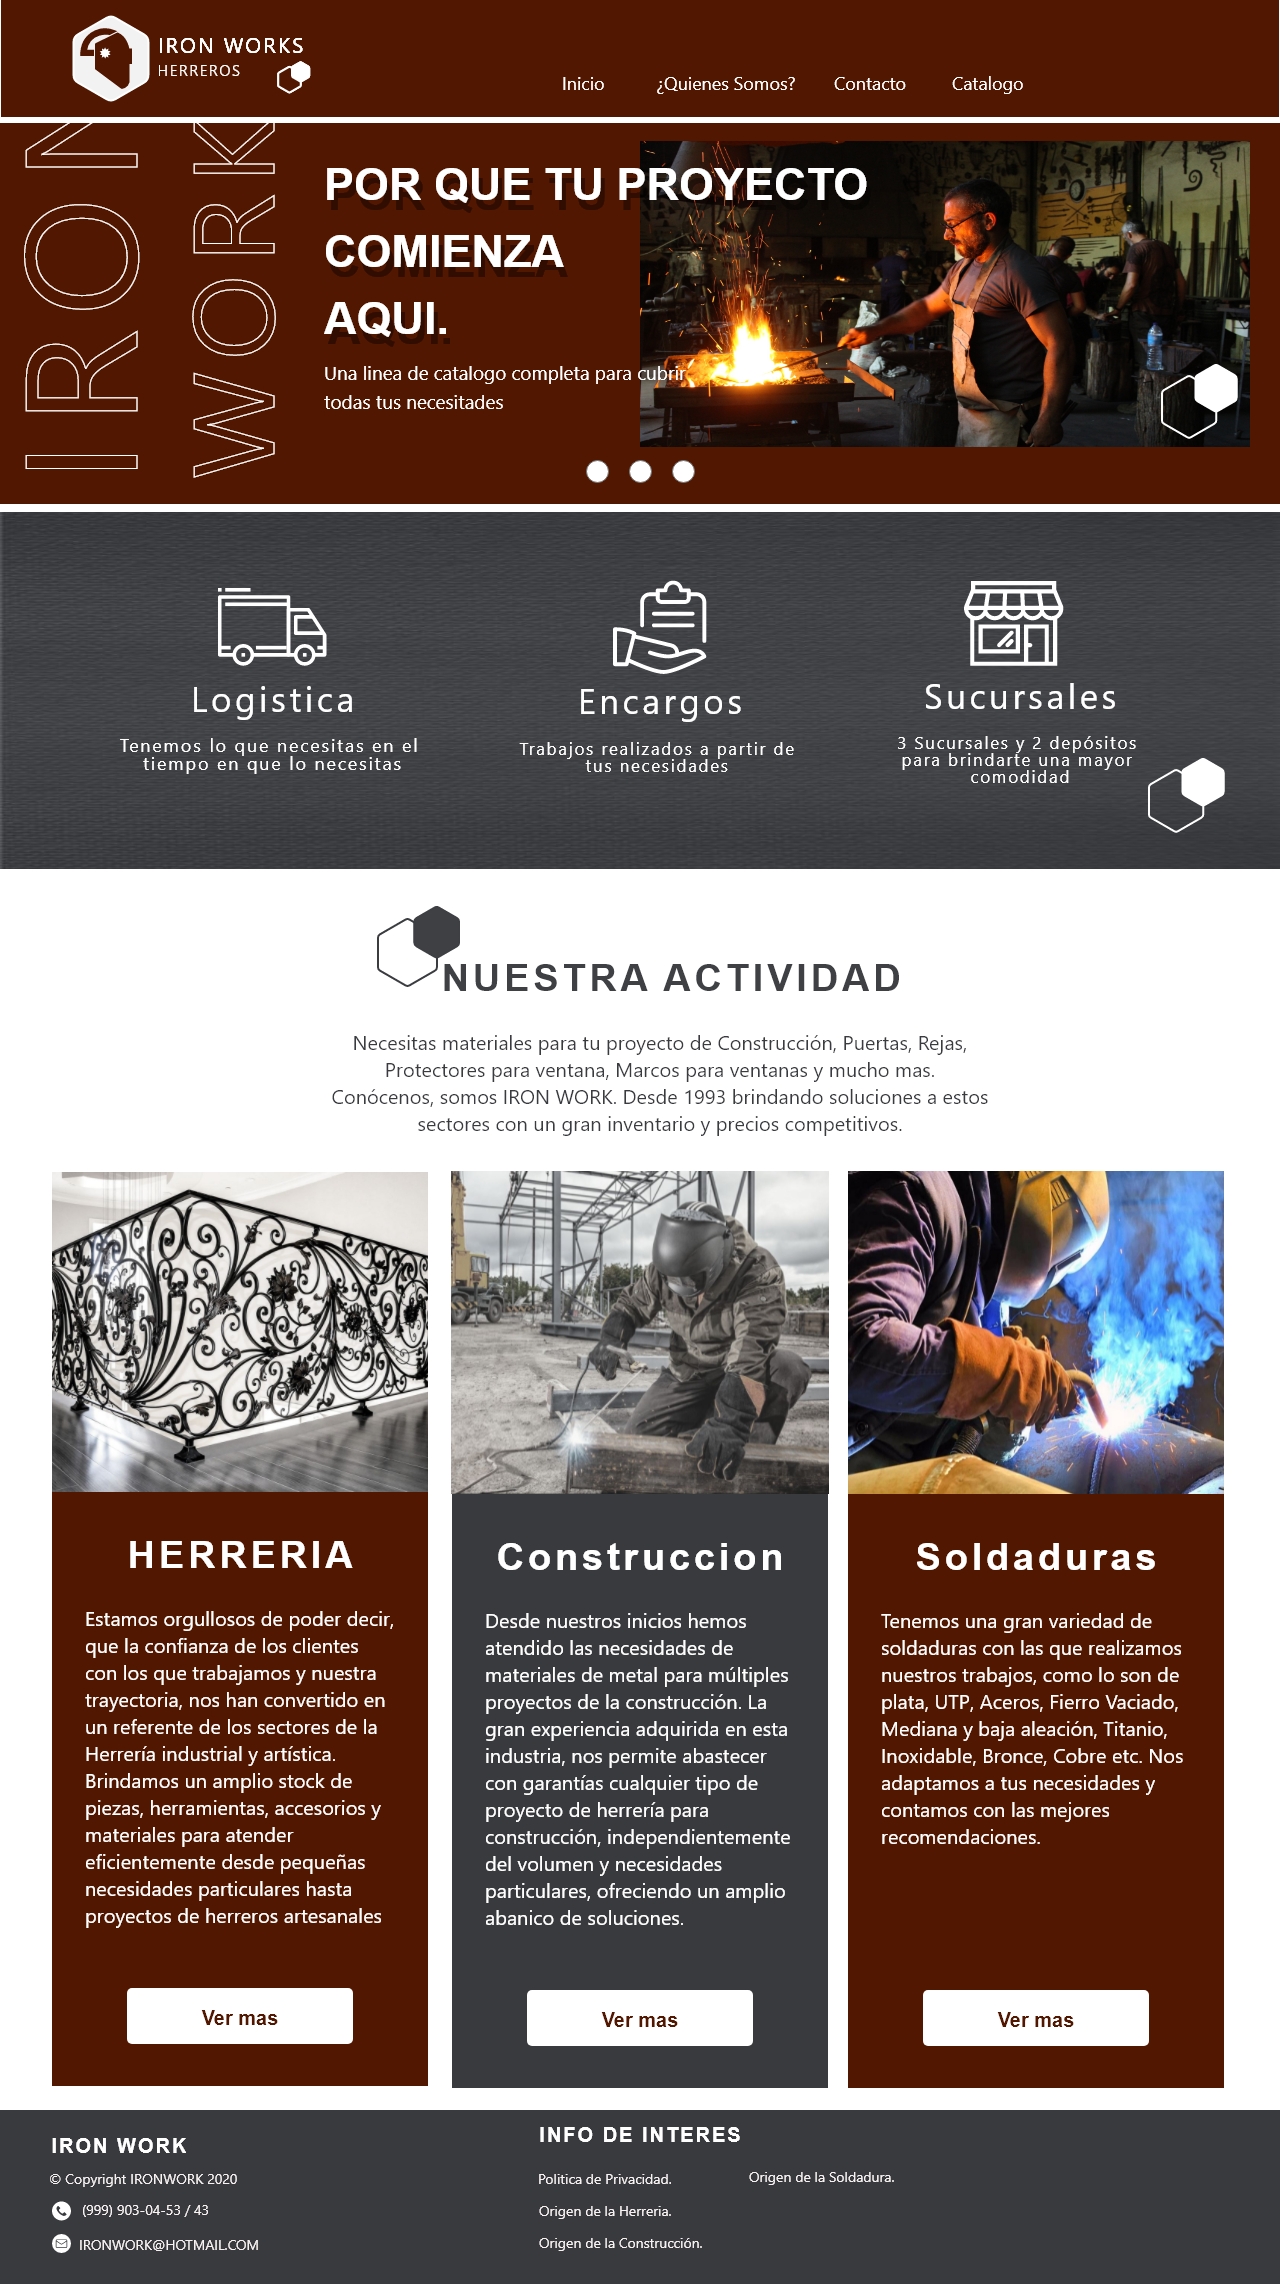 IRON WORKS
HERREROS
Inicio
¿Quienes Somos?
Contacto
Catalogo
IRON
WORK
POR QUE TU PROYECTO
COMIENZA
AQUI.
Una linea de catalogo completa para cubrir
todas tus necesitades
Logistica
Tenemos lo que necesitas en el
tiempo en que lo necesitas
Encargos
Trabajos realizados a partir de
tus necesidades
Sucursales
3 Sucursales y 2 depósitos
para brindarte una mayor
comodidad
NUESTRA ACTIVIDAD
Necesitas materiales para tu proyecto de Construcción, Puertas, Rejas,
Protectores para ventana, Marcos para ventanas y mucho mas.
Conócenos, somos IRON WORK. Desde 1993 brindando soluciones a estos
sectores con un gran inventario y precios competitivos.
HERRERIA
Estamos orgullosos de poder decir,
que la confianza de los clientes
con los que trabajamos y nuestra
trayectoria, nos han convertido en
un referente de los sectores de la
Herrería industrial y artística.
Brindamos un amplio stock de
piezas, herramientas, accesorios y
materiales para atender
eficientemente desde pequeñas
necesidades particulares hasta
proyectos de herreros artesanales
Ver mas
Construccion
Desde nuestros inicios hemos
atendido las necesidades de
materiales de metal para múltiples
proyectos de la construcción. La
gran experiencia adquirida en esta
industria, nos permite abastecer
con garantías cualquier tipo de
proyecto de herrería para
construcción, independientemente
del volumen y necesidades
particulares, ofreciendo un amplio
abanico de soluciones.
Ver mas
Soldaduras
Tenemos una gran variedad de
soldaduras con las que realizamos
nuestros trabajos, como lo son de
plata, UTP, Aceros, Fierro Vaciado,
Mediana y baja aleación, Titanio,
Inoxidable, Bronce, Cobre etc. Nos
adaptamos a tus necesidades y
contamos con las mejores
recomendaciones.
Ver mas
IRON WORK
© Copyright IRONWORK 2020
(999) 903-04-53 / 43
IRONWORK@HOTMAIL.COM
INFO DE INTERES
Politica de Privacidad.
Origen de la Herreria.
Origen de la Construcción.
Origen de la Soldadura.